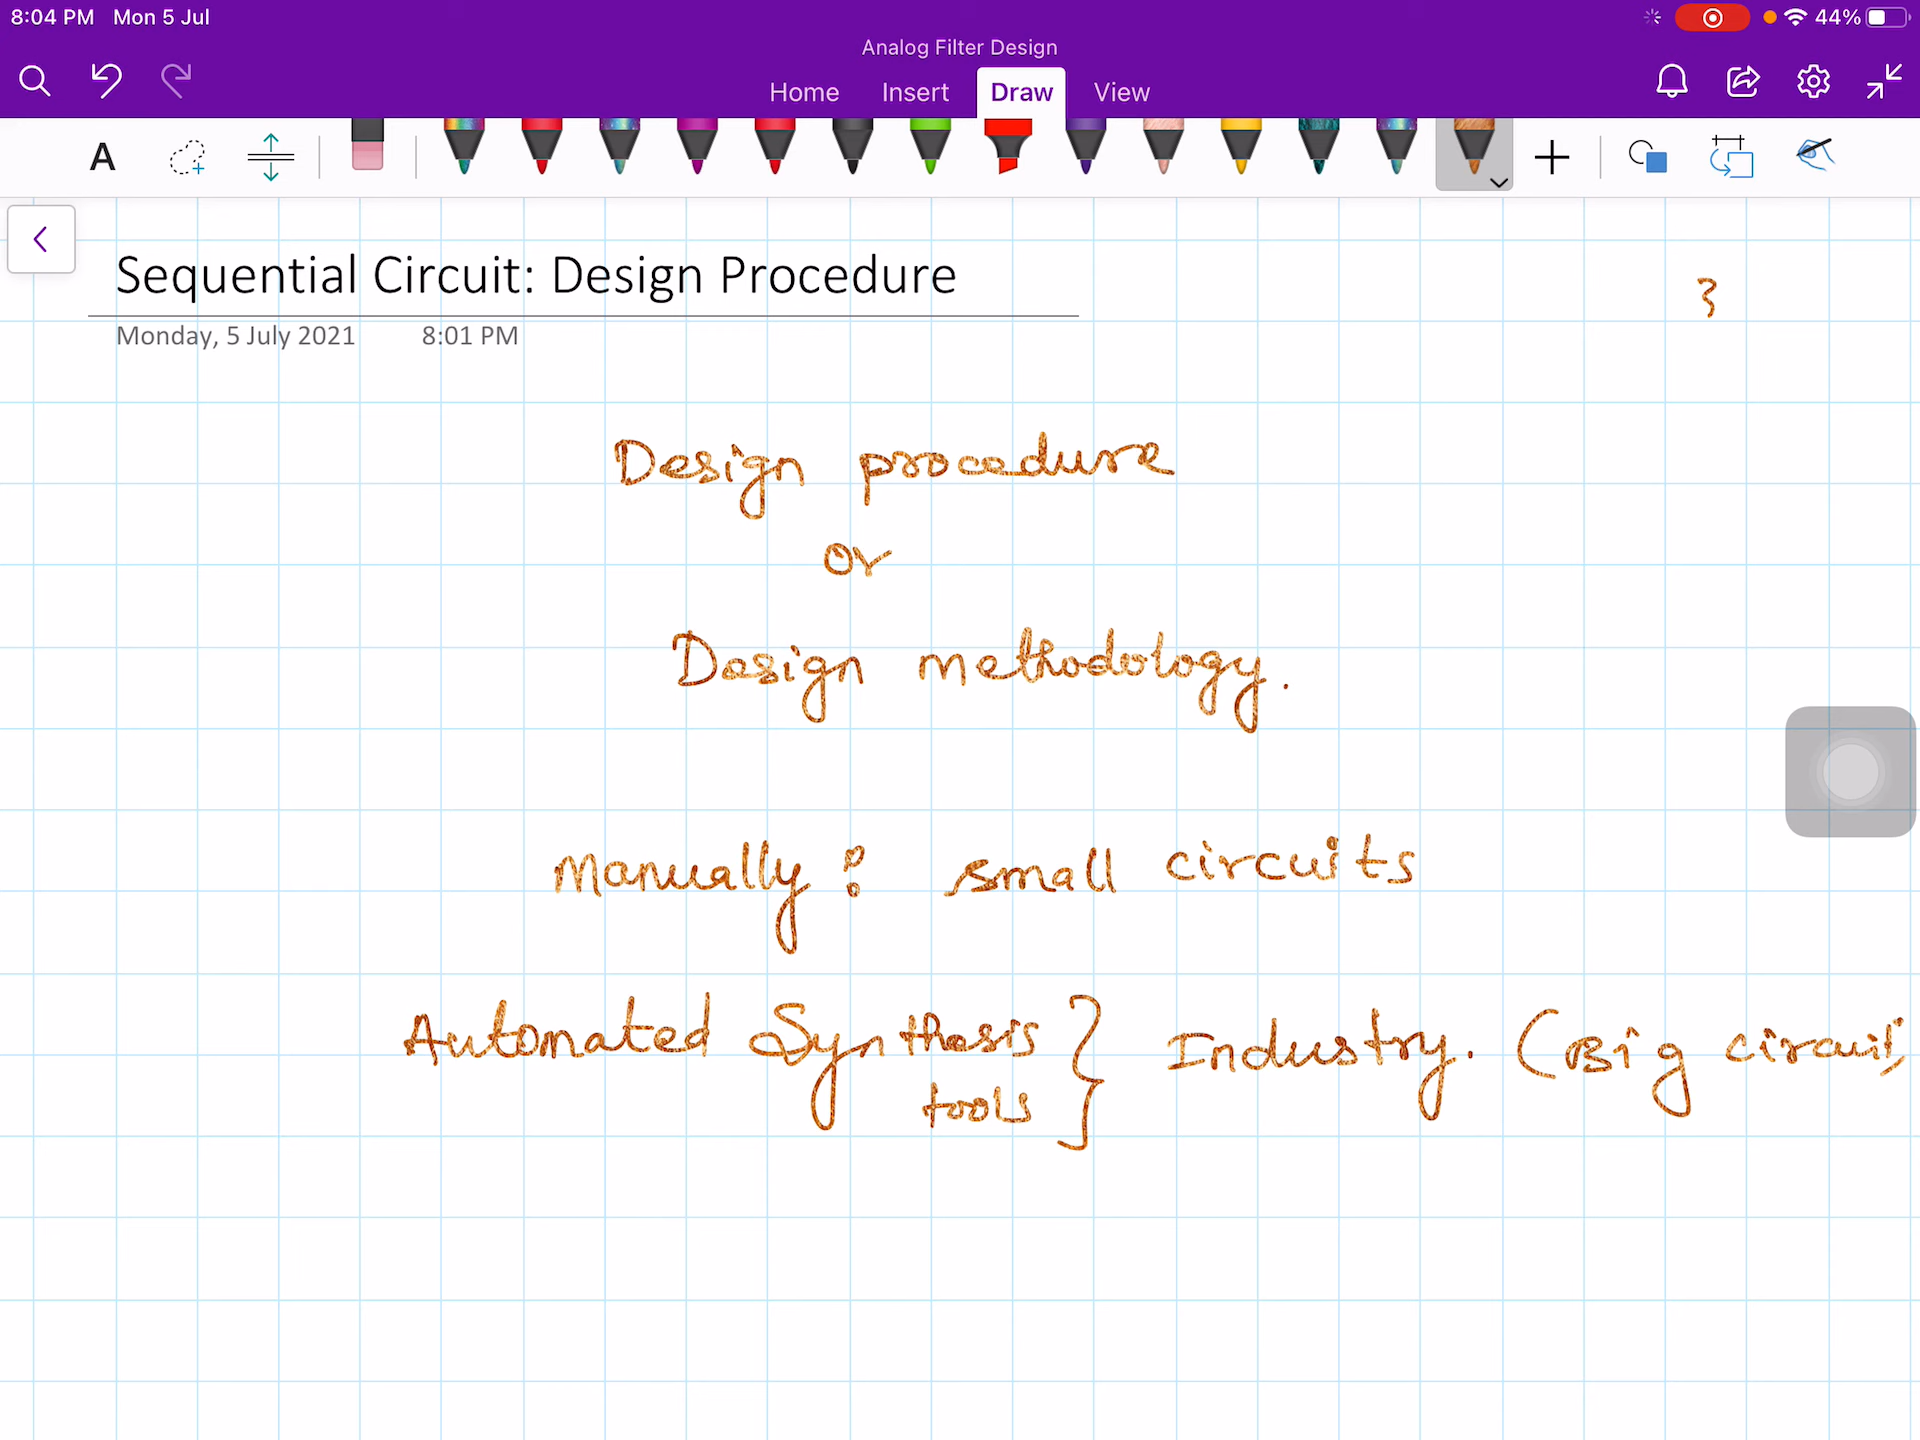 8:04 PM Mon 5 Jul 44%
Analog Filter Design
Home Insert Draw View
A
Sequential Circuit: Design Procedure
3
Monday, 5 July 2021 8:01 PM
Design procedure
or
Design methodology.
Manually: small circuits
Automated Synthesis } Industry. (Big circuit)
tools